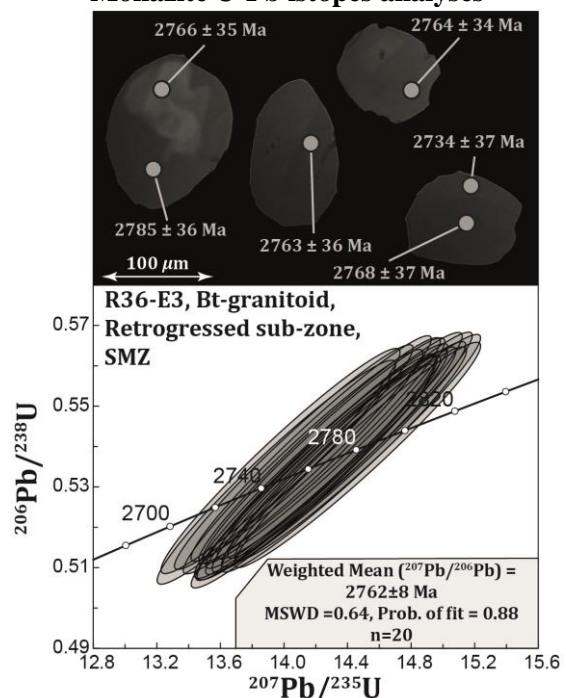 Monazite U-Pb isotopes analyses
2766 ± 35 Ma
2764 ± 34 Ma
2734 ± 37 Ma
2785 ± 36 Ma
2763 ± 36 Ma
2768 ± 37 Ma
100 µm
R36-E3, Bt-granitoid,
Retrogressed sub-zone,
SMZ
0.57
0.55
0.53
0.51
0.49
206Pb/238U
2820
2780
2740
2700
Weighted Mean (207Pb/206Pb) =
2762±8 Ma
MSWD =0.64, Prob. of fit = 0.88
n=20
12.8 13.2 13.6 14.0 14.4 14.8 15.2 15.6
207Pb/235U